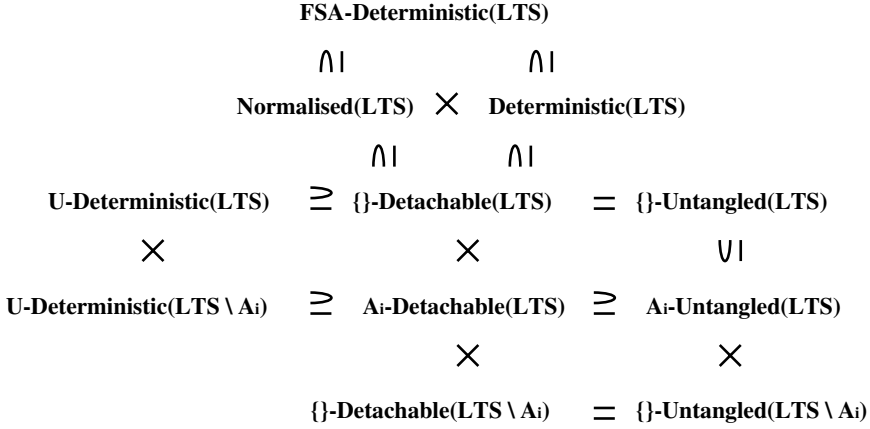 FSA-Deterministic(LTS)
∩| ∩|
Normalised(LTS) × Deterministic(LTS)
∩| ∩|
U-Deterministic(LTS) ⊇ {}-Detachable(LTS) = {}-Untangled(LTS)
× × ∪|
U-Deterministic(LTS \ Ai) ⊇ Ai-Detachable(LTS) ⊇ Ai-Untangled(LTS)
× ×
{}-Detachable(LTS \ Ai) = {}-Untangled(LTS \ Ai)